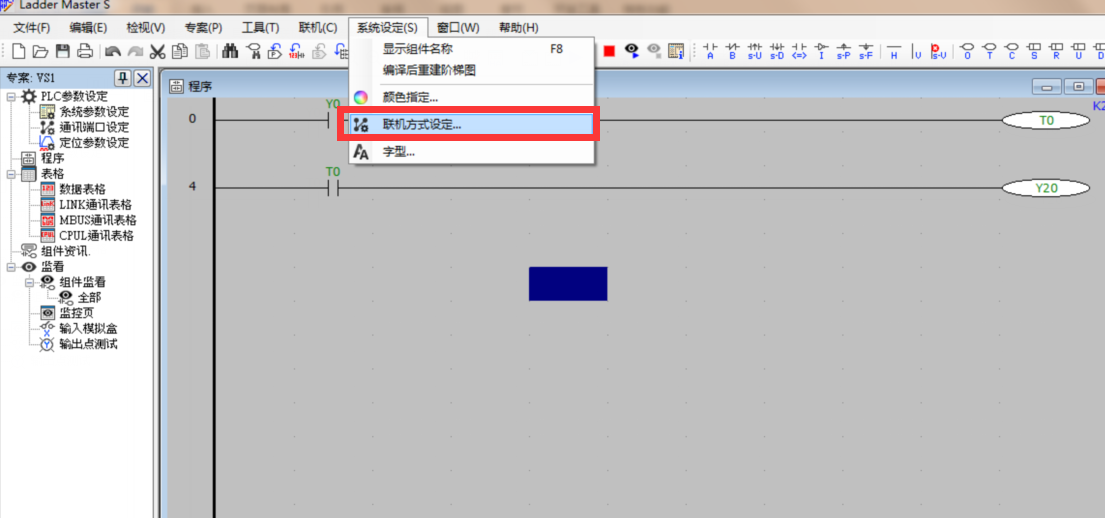 Ladder Master S
文件(F) 编辑(E) 检视(V) 专案(P) 工具(T) 联机(C) 系统设定(S) 窗口(W) 帮助(H)
显示组件名称 F8
编译后重建阶梯图
颜色指定...
联机方式设定...
字型...
A B S-U S-D <=> I S-P S-F H V S-V O T C S R U D
专案: VS1
PLC参数设定
系统参数设定
通讯端口设定
定位参数设定
程序
表格
数据表格
LINK通讯表格
MBUS通讯表格
CPUL通讯表格
组件资讯.
监看
组件监看
全部
监控页
输入模拟盒
输出点测试
程序
0 Y0 T0
4 T0 Y20